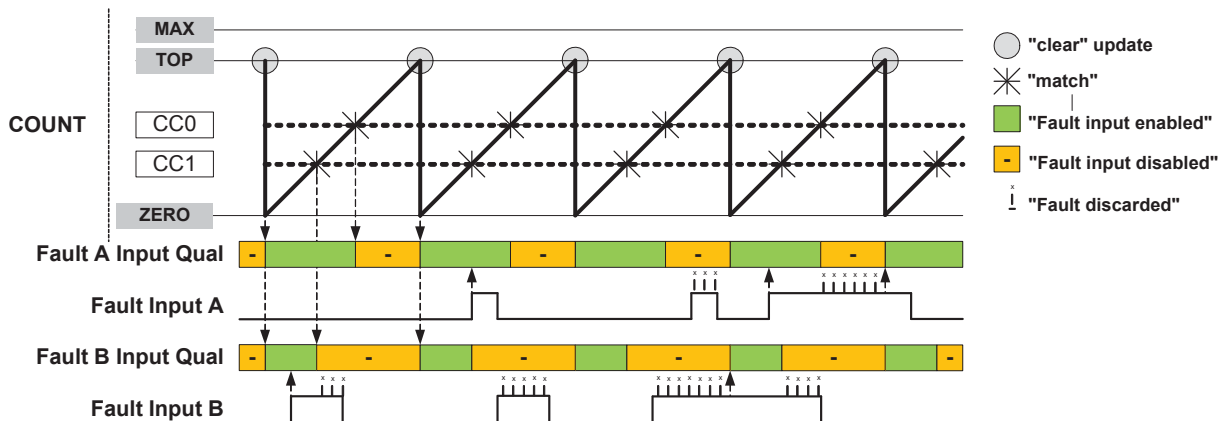 MAX
"clear" update
TOP
"match"
COUNT
CC0
"Fault input enabled"
CC1
- "Fault input disabled"
x "Fault discarded"
ZERO
Fault A Input Qual - - - - -
x x x x x x x x x
Fault Input A
Fault B Input Qual - - - - - -
x x x x x x x x x x x x x x x x x x x
Fault Input B